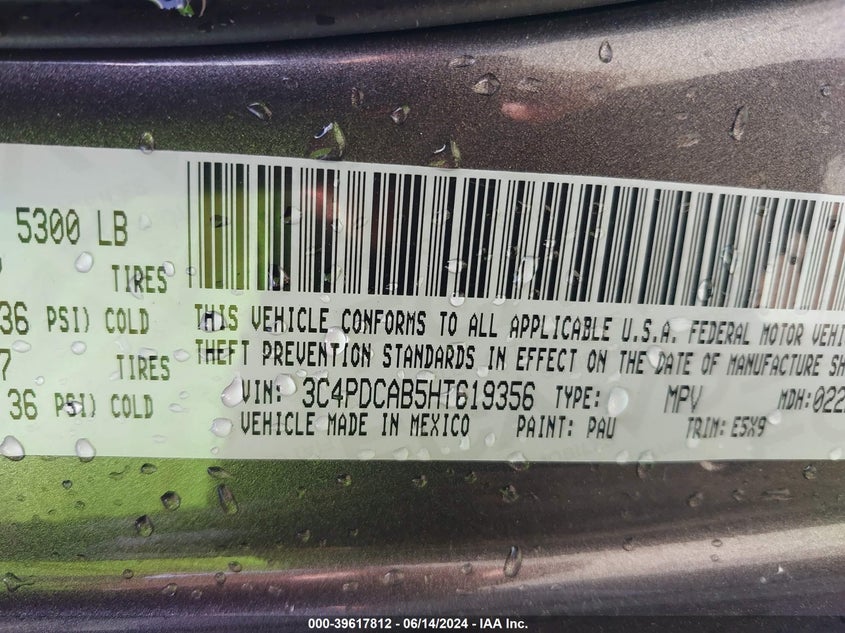 5300 LB
TIRES
36 PSI) COLD
7 TIRES
36 PSI) COLD
THIS VEHICLE CONFORMS TO ALL APPLICABLE U.S.A. FEDERAL MOTOR VEHI
THEFT PREVENTION STANDARDS IN EFFECT ON THE DATE OF MANUFACTURE SH
VIN: 3C4PDCAB5HT619356 TYPE: MPV MDH:022
VEHICLE MADE IN MEXICO PAINT: PAU TRIM: E5X9
000-39617812 - 06/14/2024 - IAA Inc.